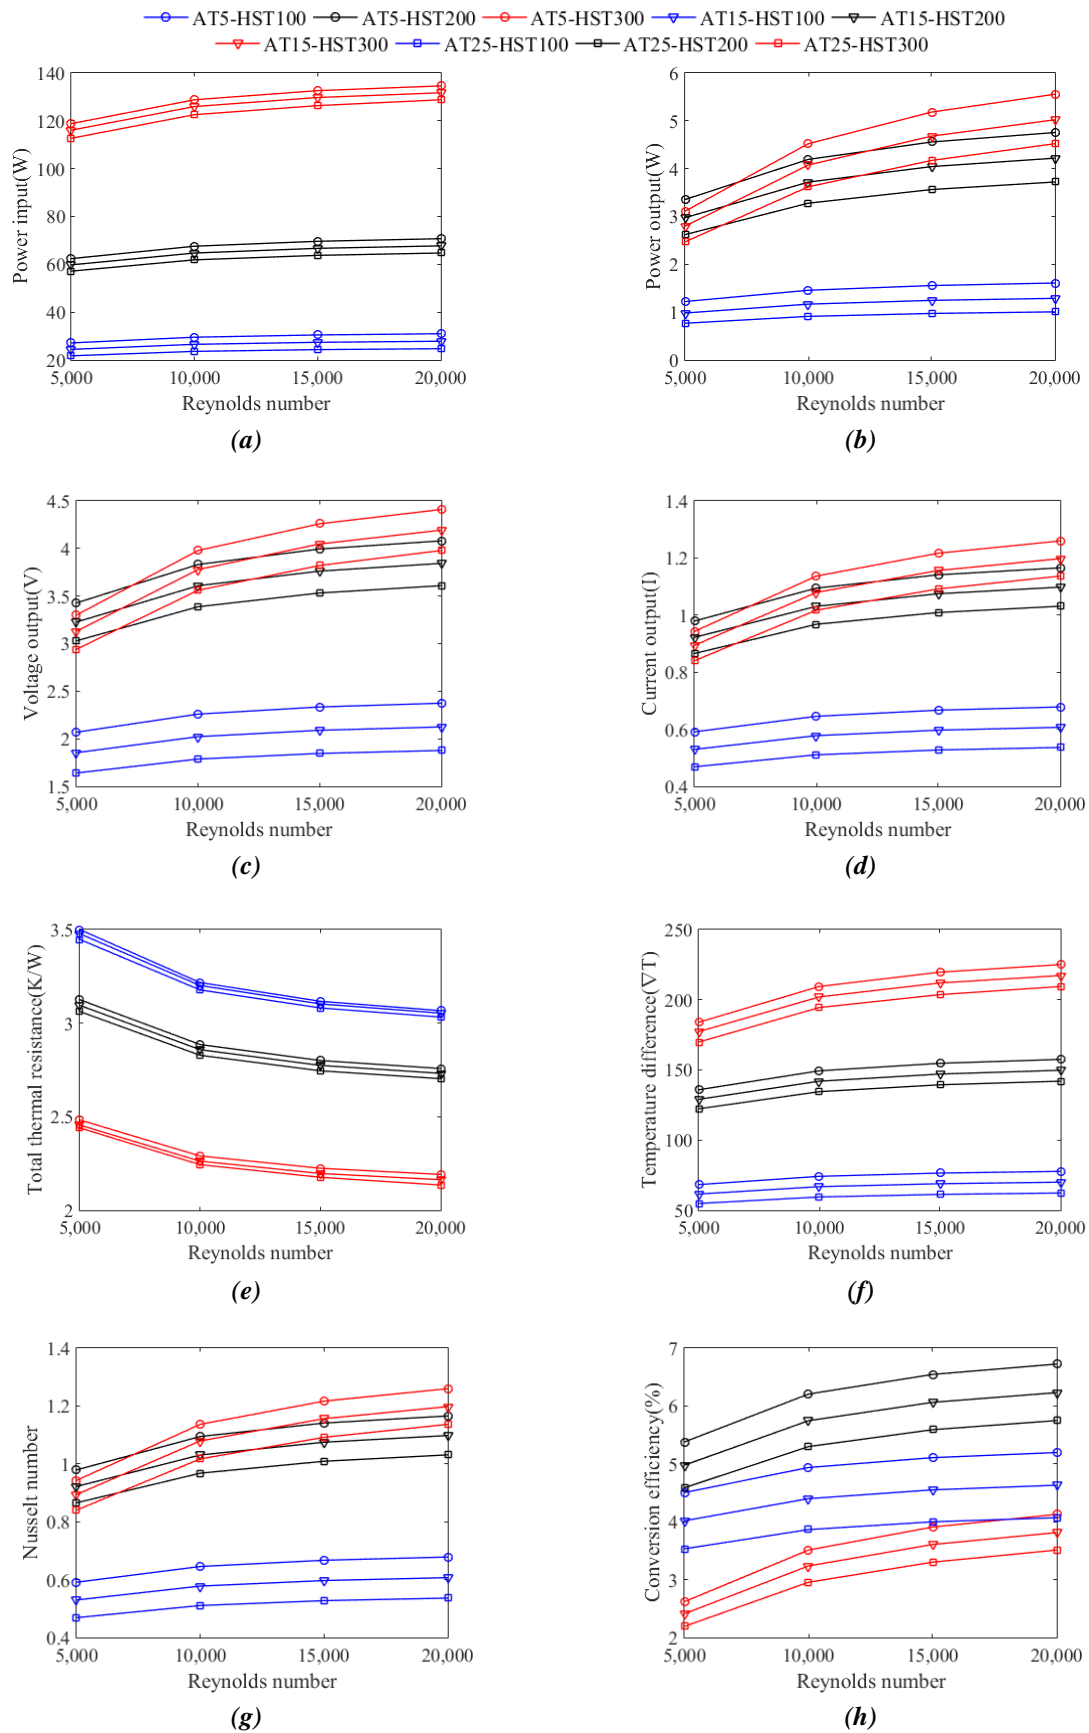 AT5-HST100 AT5-HST200 AT5-HST300 AT15-HST100 AT15-HST200
AT15-HST300 AT25-HST100 AT25-HST200 AT25-HST300
140
120
100
80
60
40
20
Power input(W)
5,000 10,000 15,000 20,000
Reynolds number
(a)
6
5
4
3
2
1
0
Power output(W)
5,000 10,000 15,000 20,000
Reynolds number
(b)
4.5
4
3.5
3
2.5
2
1.5
Voltage output(V)
5,000 10,000 15,000 20,000
Reynolds number
(c)
1.4
1.2
1
0.8
0.6
0.4
Current output(I)
5,000 10,000 15,000 20,000
Reynolds number
(d)
3.5
3
2.5
2
Total thermal resistance(K/W)
5,000 10,000 15,000 20,000
Reynolds number
(e)
250
200
150
100
50
Temperature difference(∇T)
5,000 10,000 15,000 20,000
Reynolds number
(f)
1.4
1.2
1
0.8
0.6
0.4
Nusselt number
5,000 10,000 15,000 20,000
Reynolds number
(g)
7
6
5
4
3
2
Conversion efficiency(%)
5,000 10,000 15,000 20,000
Reynolds number
(h)